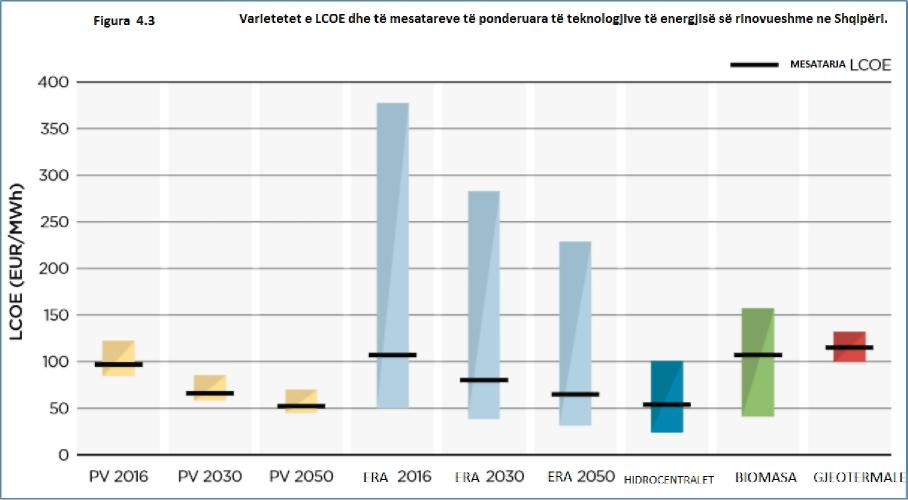 Figura 4.3
Varietetet e LCOE dhe të mesatareve të ponderuara të teknologjive të energjisë së rinovueshme ne Shqipëri.
MESATARJA LCOE
LCOE (EUR/MWh)
400
350
300
250
200
150
100
50
0
PV 2016 PV 2030 PV 2050 ERA 2016 ERA 2030 ERA 2050 HIDROCENTRALET BIOMASA GJEOTERMALE